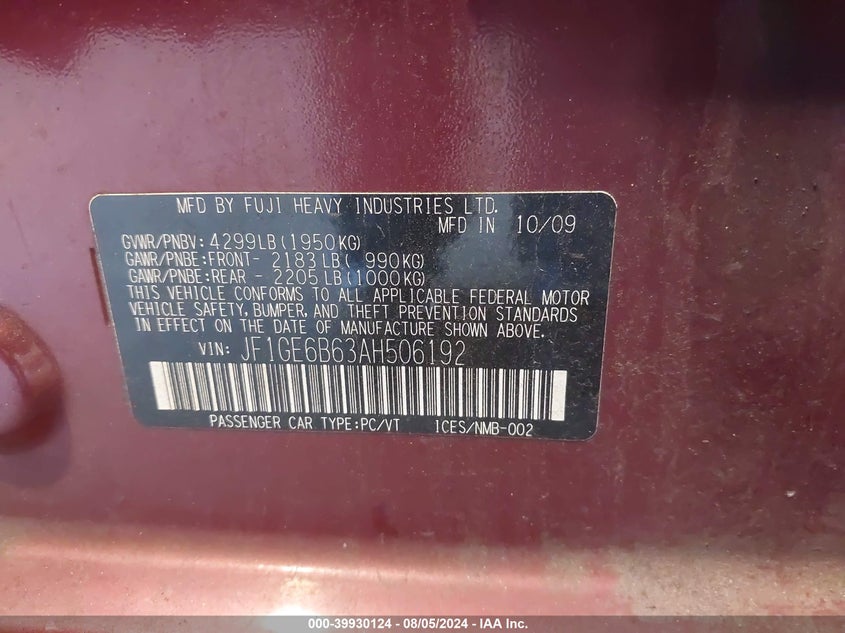 MFD BY FUJI HEAVY INDUSTRIES LTD.
MFD IN 10/09
GVWR/PNBV: 4299LB(1950KG)
GAWR/PNBE:FRONT- 2183LB( 990KG)
GAWR/PNBE:REAR - 2205LB(1000KG)
THIS VEHICLE CONFORMS TO ALL APPLICABLE FEDERAL MOTOR
VEHICLE SAFETY, BUMPER, AND THEFT PREVENTION STANDARDS
IN EFFECT ON THE DATE OF MANUFACTURE SHOWN ABOVE.
VIN: JF1GE6B63AH506192
PASSENGER CAR TYPE:PC/VT ICES/NMB-002
000-39930124 - 08/05/2024 - IAA Inc.